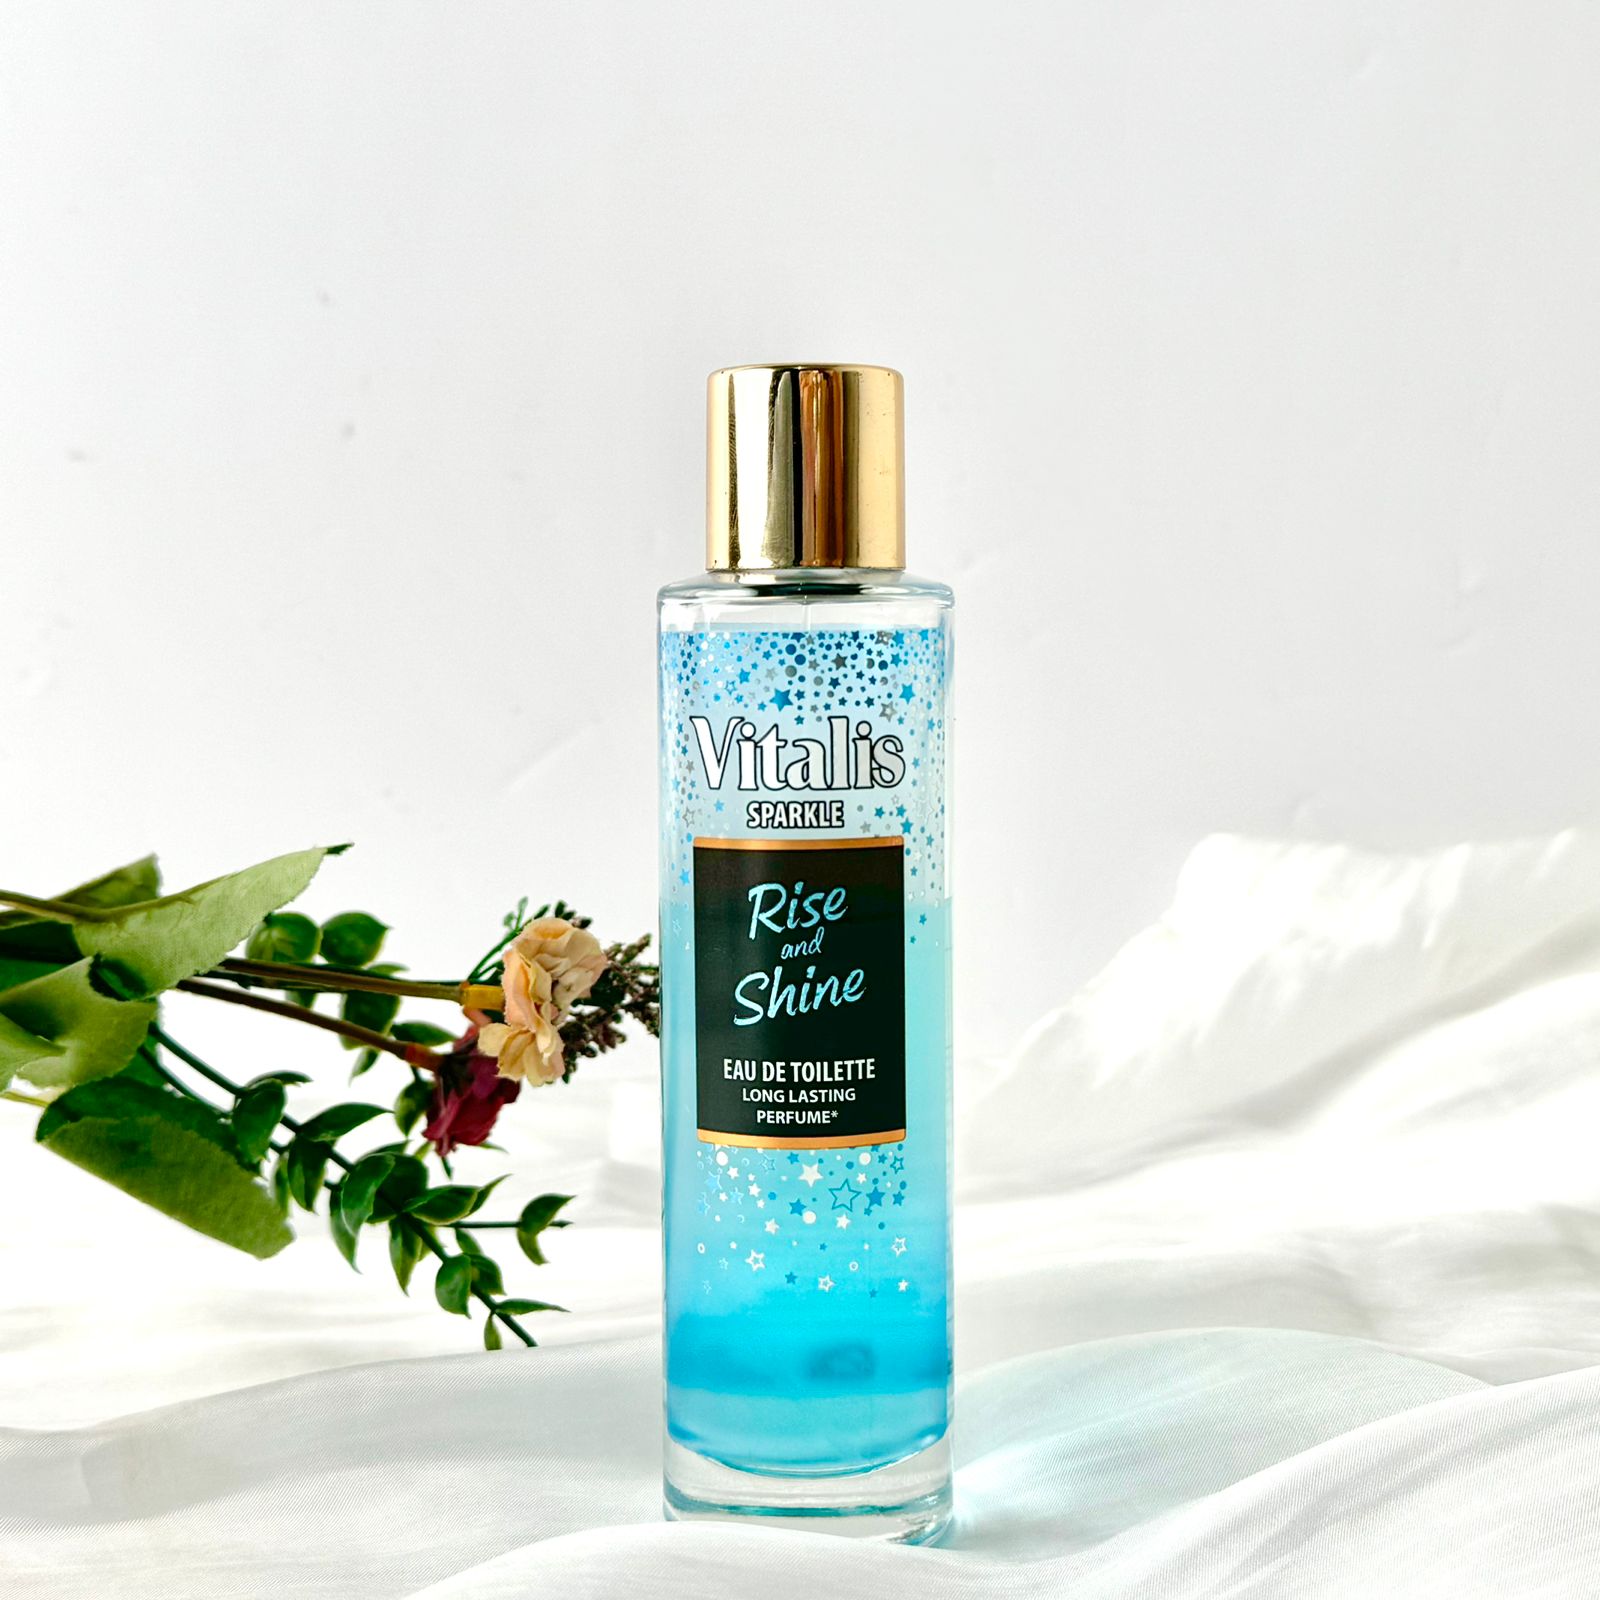 Vitalis
SPARKLE
Rise
and
Shine
EAU DE TOILETTE
LONG LASTING
PERFUME*